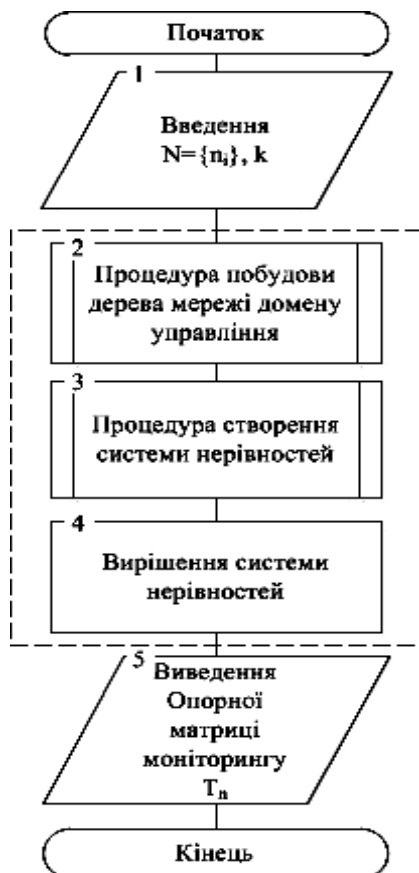 Початок
1
Введення
N={nᵢ}, k
2
Процедура побудови
дерева мережі домену
управління
3
Процедура створення
системи нерівностей
4
Вирішення системи
нерівностей
5
Виведення
Опорної
матриці
моніторингу
Tₙ
Кінець